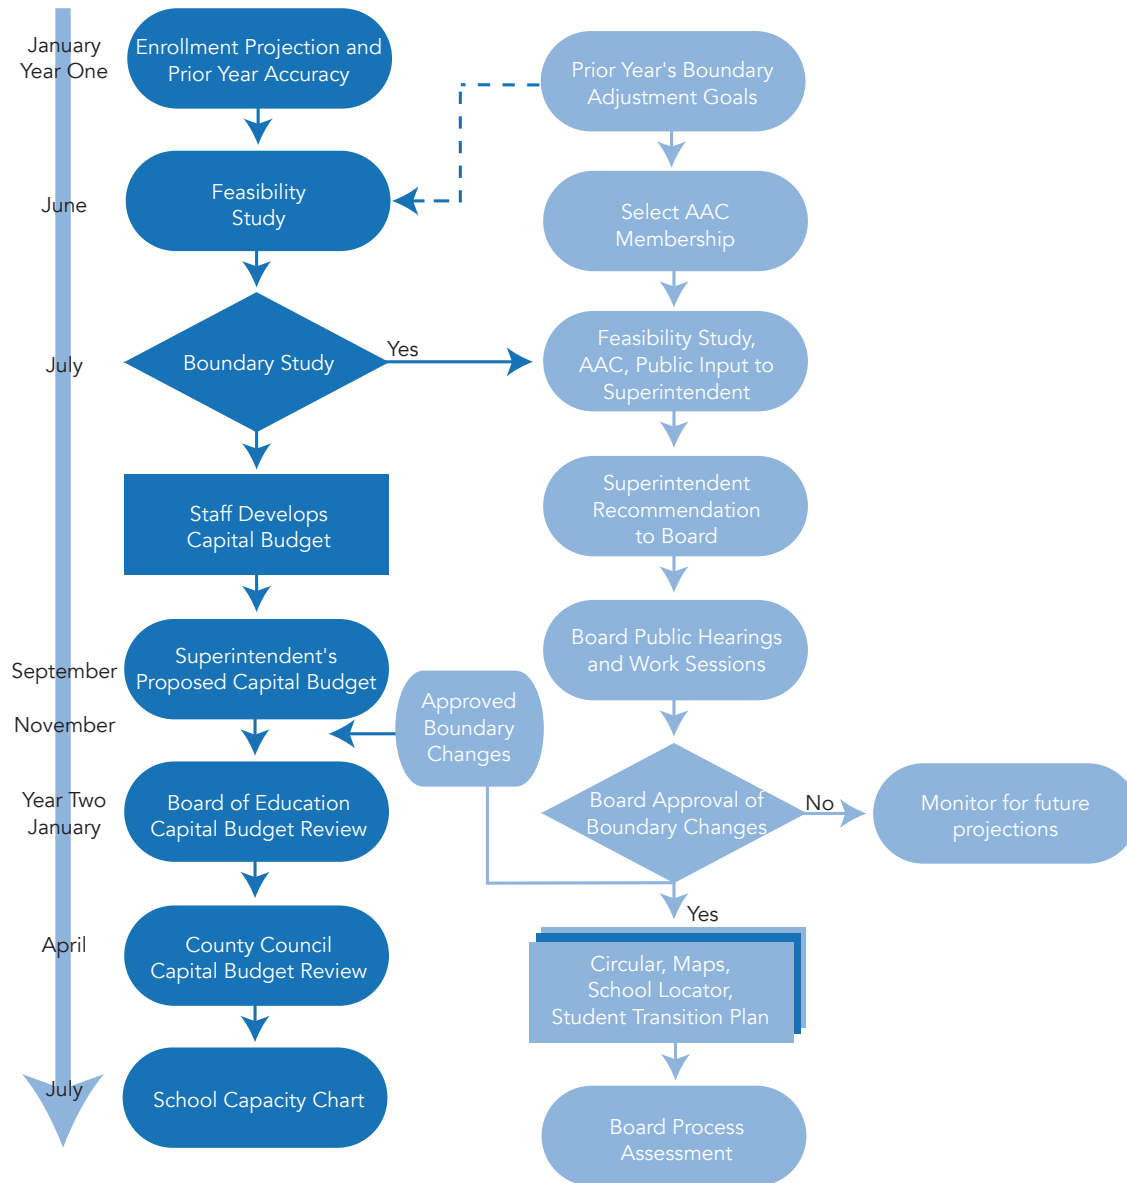 January
Year One
Enrollment Projection and
Prior Year Accuracy
Prior Year's Boundary
Adjustment Goals
June
Feasibility
Study
Select AAC
Membership
July
Boundary Study
Yes
Feasibility Study,
AAC, Public Input to
Superintendent
Staff Develops
Capital Budget
Superintendent
Recommendation
to Board
September
Superintendent's
Proposed Capital Budget
Board Public Hearings
and Work Sessions
November
Approved
Boundary
Changes
Year Two
January
Board of Education
Capital Budget Review
Board Approval of
Boundary Changes
No
Monitor for future
projections
Yes
April
County Council
Capital Budget Review
Circular, Maps,
School Locator,
Student Transition Plan
July
School Capacity Chart
Board Process
Assessment